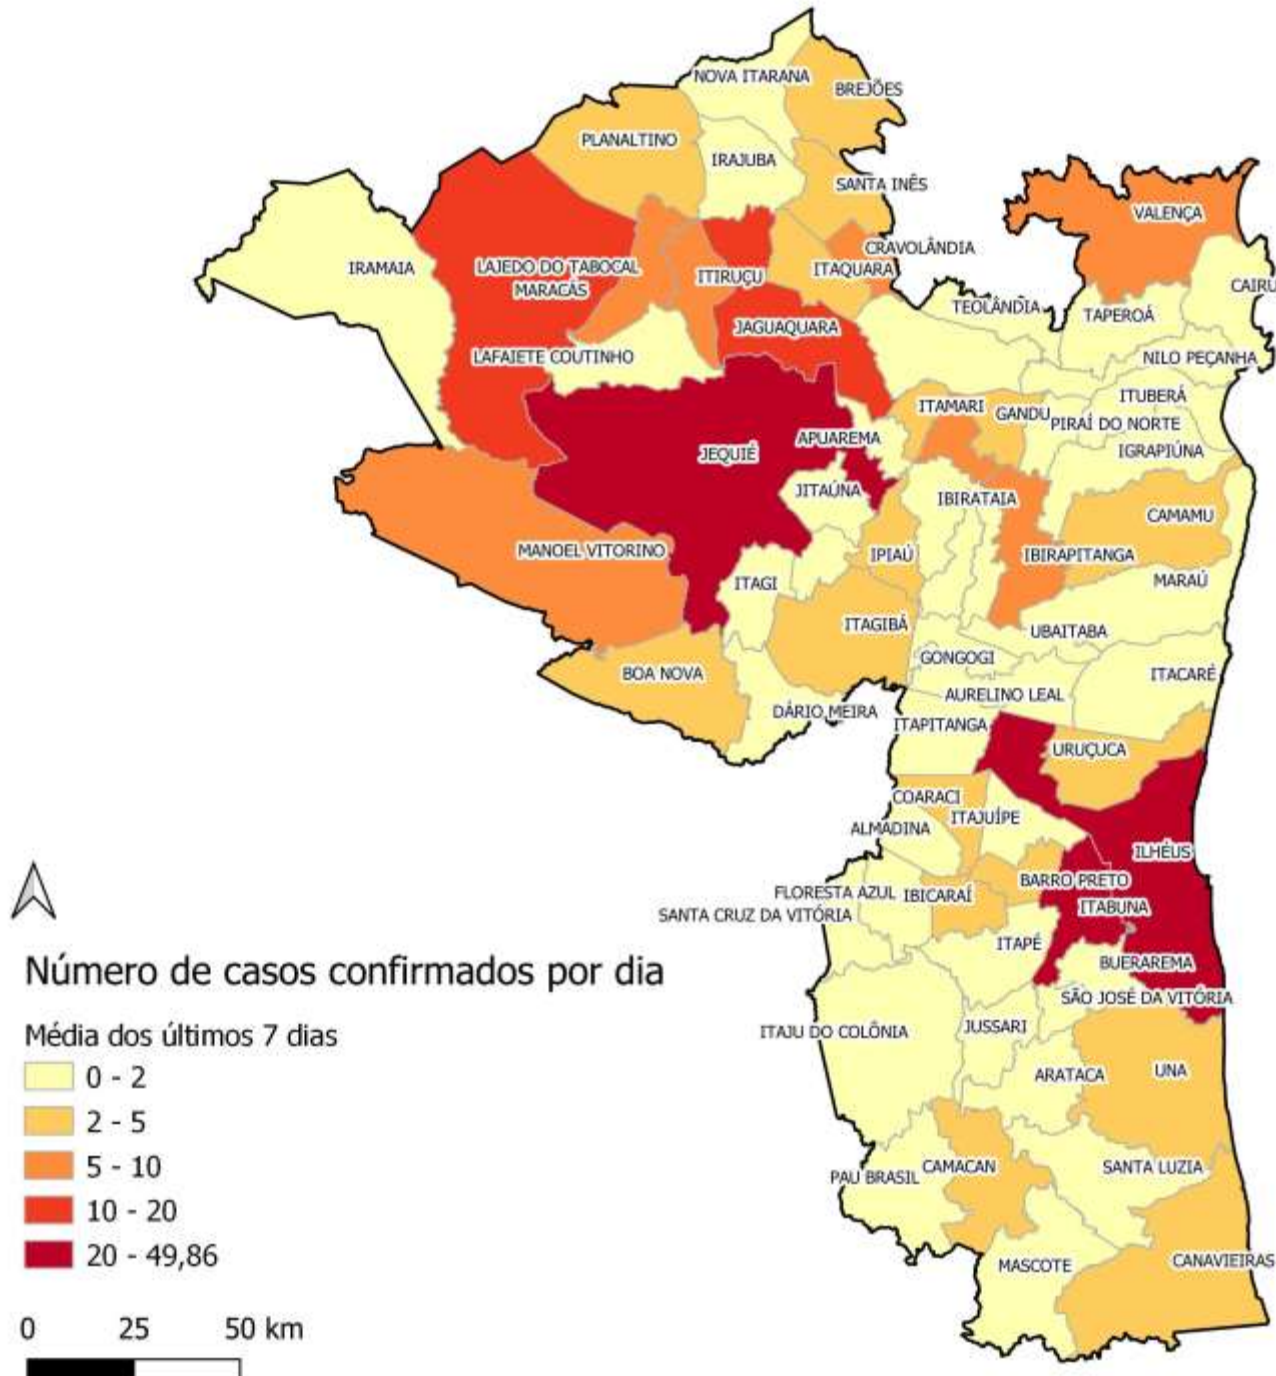 NOVA ITARANA
BREJÕES
PLANALTINO
IRAJUBA
SANTA INÊS
VALENÇA
CRAVOLÂNDIA
IRAMAIA
LAJEDO DO TABOCAL
ITIRUÇU
ITAQUARA
MARACÁS
CAIRU
TEOLÂNDIA
TAPEROÁ
JAGUAQUARA
LAFAIETE COUTINHO
NILO PEÇANHA
ITUBERÁ
ITAMARI
GANDU
PIRAÍ DO NORTE
APUAREMA
IGRAPIÚNA
JEQUIÉ
JITAÚNA
IBIRATAIA
CAMAMU
MANOEL VITORINO
IPIAÚ
IBIRAPITANGA
ITAGI
MARAÚ
ITAGIBÁ
UBAITABA
GONGOGI
BOA NOVA
ITACARÉ
AURELINO LEAL
DÁRIO MEIRA
ITAPITANGA
URUÇUCA
COARACI
ITAJUÍPE
ALMADINA
ILHÉUS
BARRO PRETO
FLORESTA AZUL
IBICARAÍ
ITABUNA
SANTA CRUZ DA VITÓRIA
ITAPÉ
BUERAREMA
SÃO JOSÉ DA VITÓRIA
ITAJU DO COLÔNIA
JUSSARI
ARATACA
UNA
CAMACAN
SANTA LUZIA
PAU BRASIL
MASCOTE
CANAVIEIRAS
Número de casos confirmados por dia
Média dos últimos 7 dias
0 - 2
2 - 5
5 - 10
10 - 20
20 - 49,86
0 25 50 km